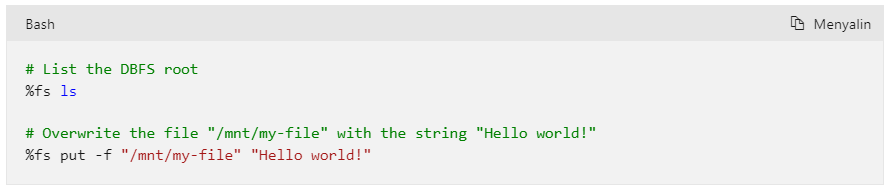 Bash
Menyalin
# List the DBFS root
%fs ls
# Overwrite the file "/mnt/my-file" with the string "Hello world!"
%fs put -f "/mnt/my-file" "Hello world!"